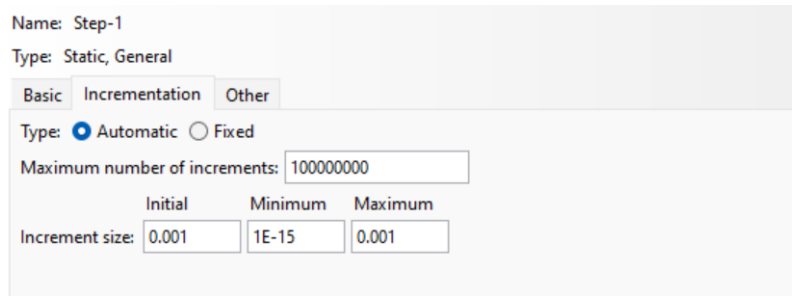 Name: Step-1
Type: Static, General
Basic Incrementation Other
Type: Automatic Fixed
Maximum number of increments: 100000000
Initial Minimum Maximum
Increment size: 0.001 1E-15 0.001